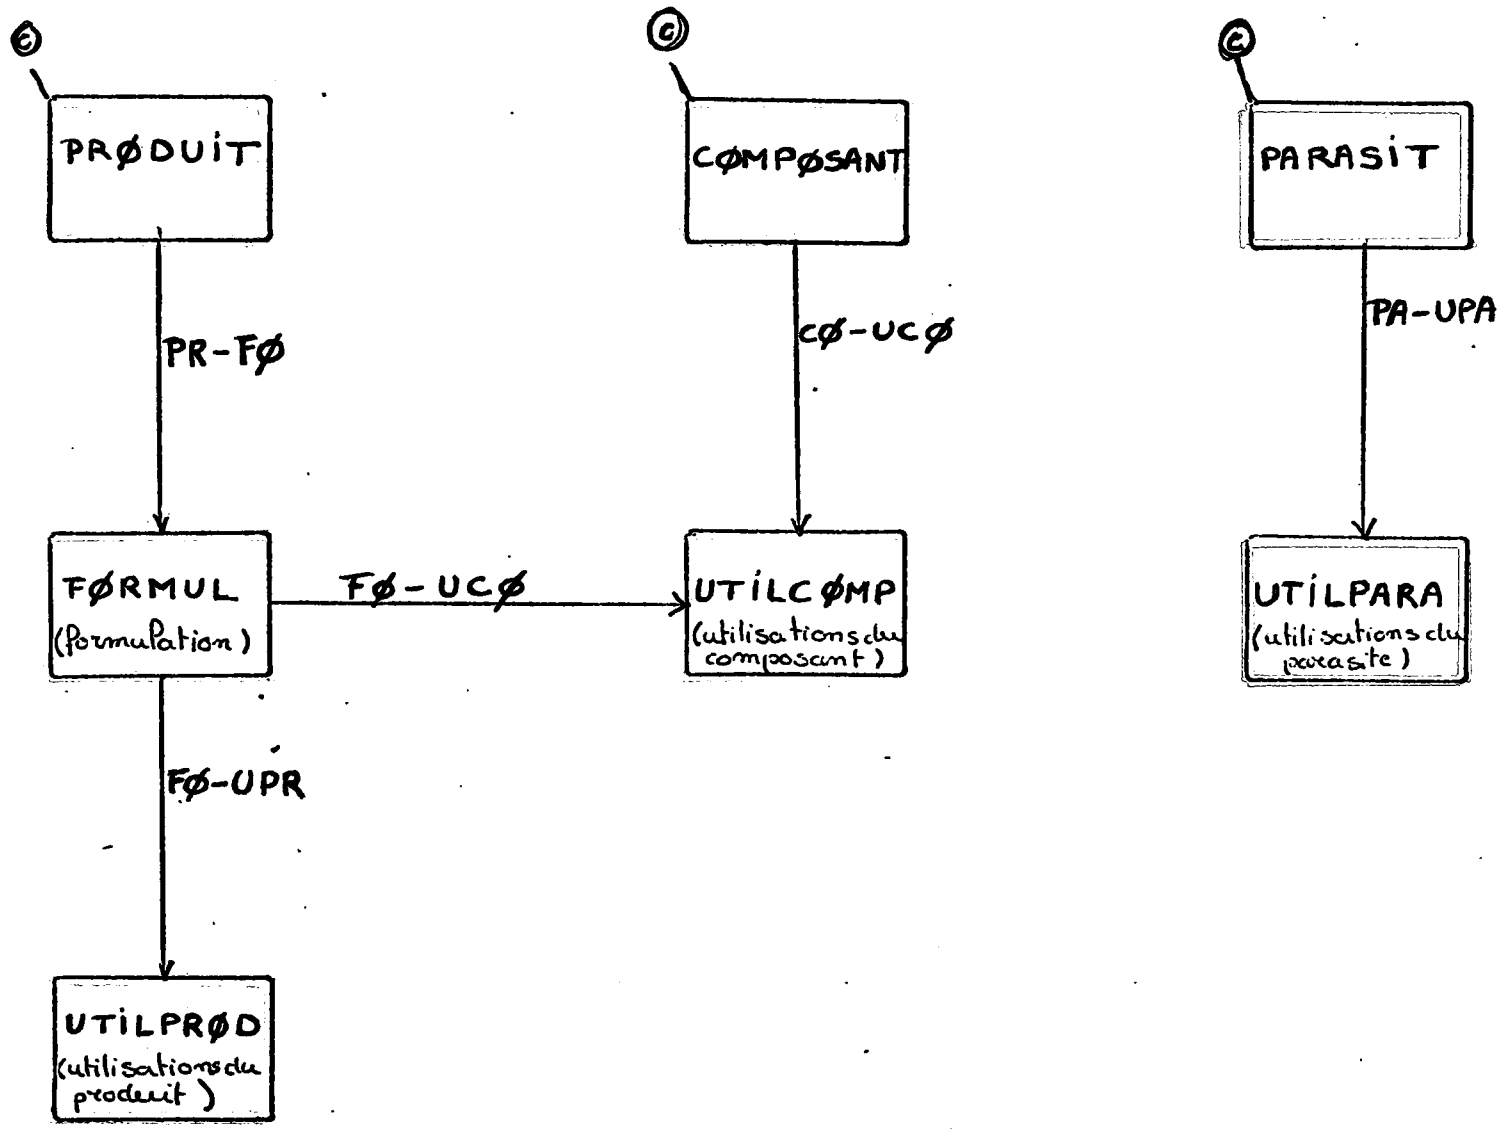 C
C
C
PRØDUIT
CØMPØSANT
PARASIT
PR-FØ
CØ-UCØ
PA-UPA
FØRMUL
(formulation)
FØ-UCØ
UTILCØMP
(utilisations du
composant)
UTILPARA
(utilisations du
parasite)
FØ-UPR
UTILPRØD
(utilisations du
produit)